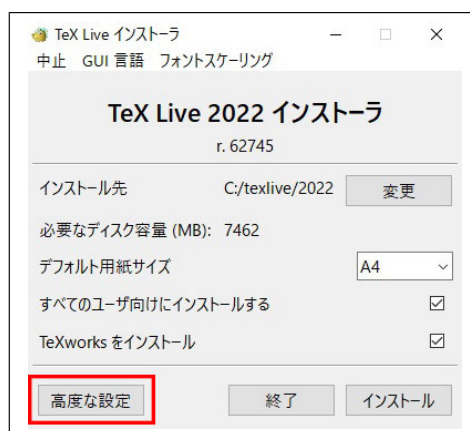 TeX Live インストーラ
中止 GUI 言語 フォントスケーリング
TeX Live 2022 インストーラ
r. 62745
インストール先 C:/texlive/2022 変更
必要なディスク容量 (MB): 7462
デフォルト用紙サイズ A4
すべてのユーザ向けにインストールする
TeXworks をインストール
高度な設定 終了 インストール